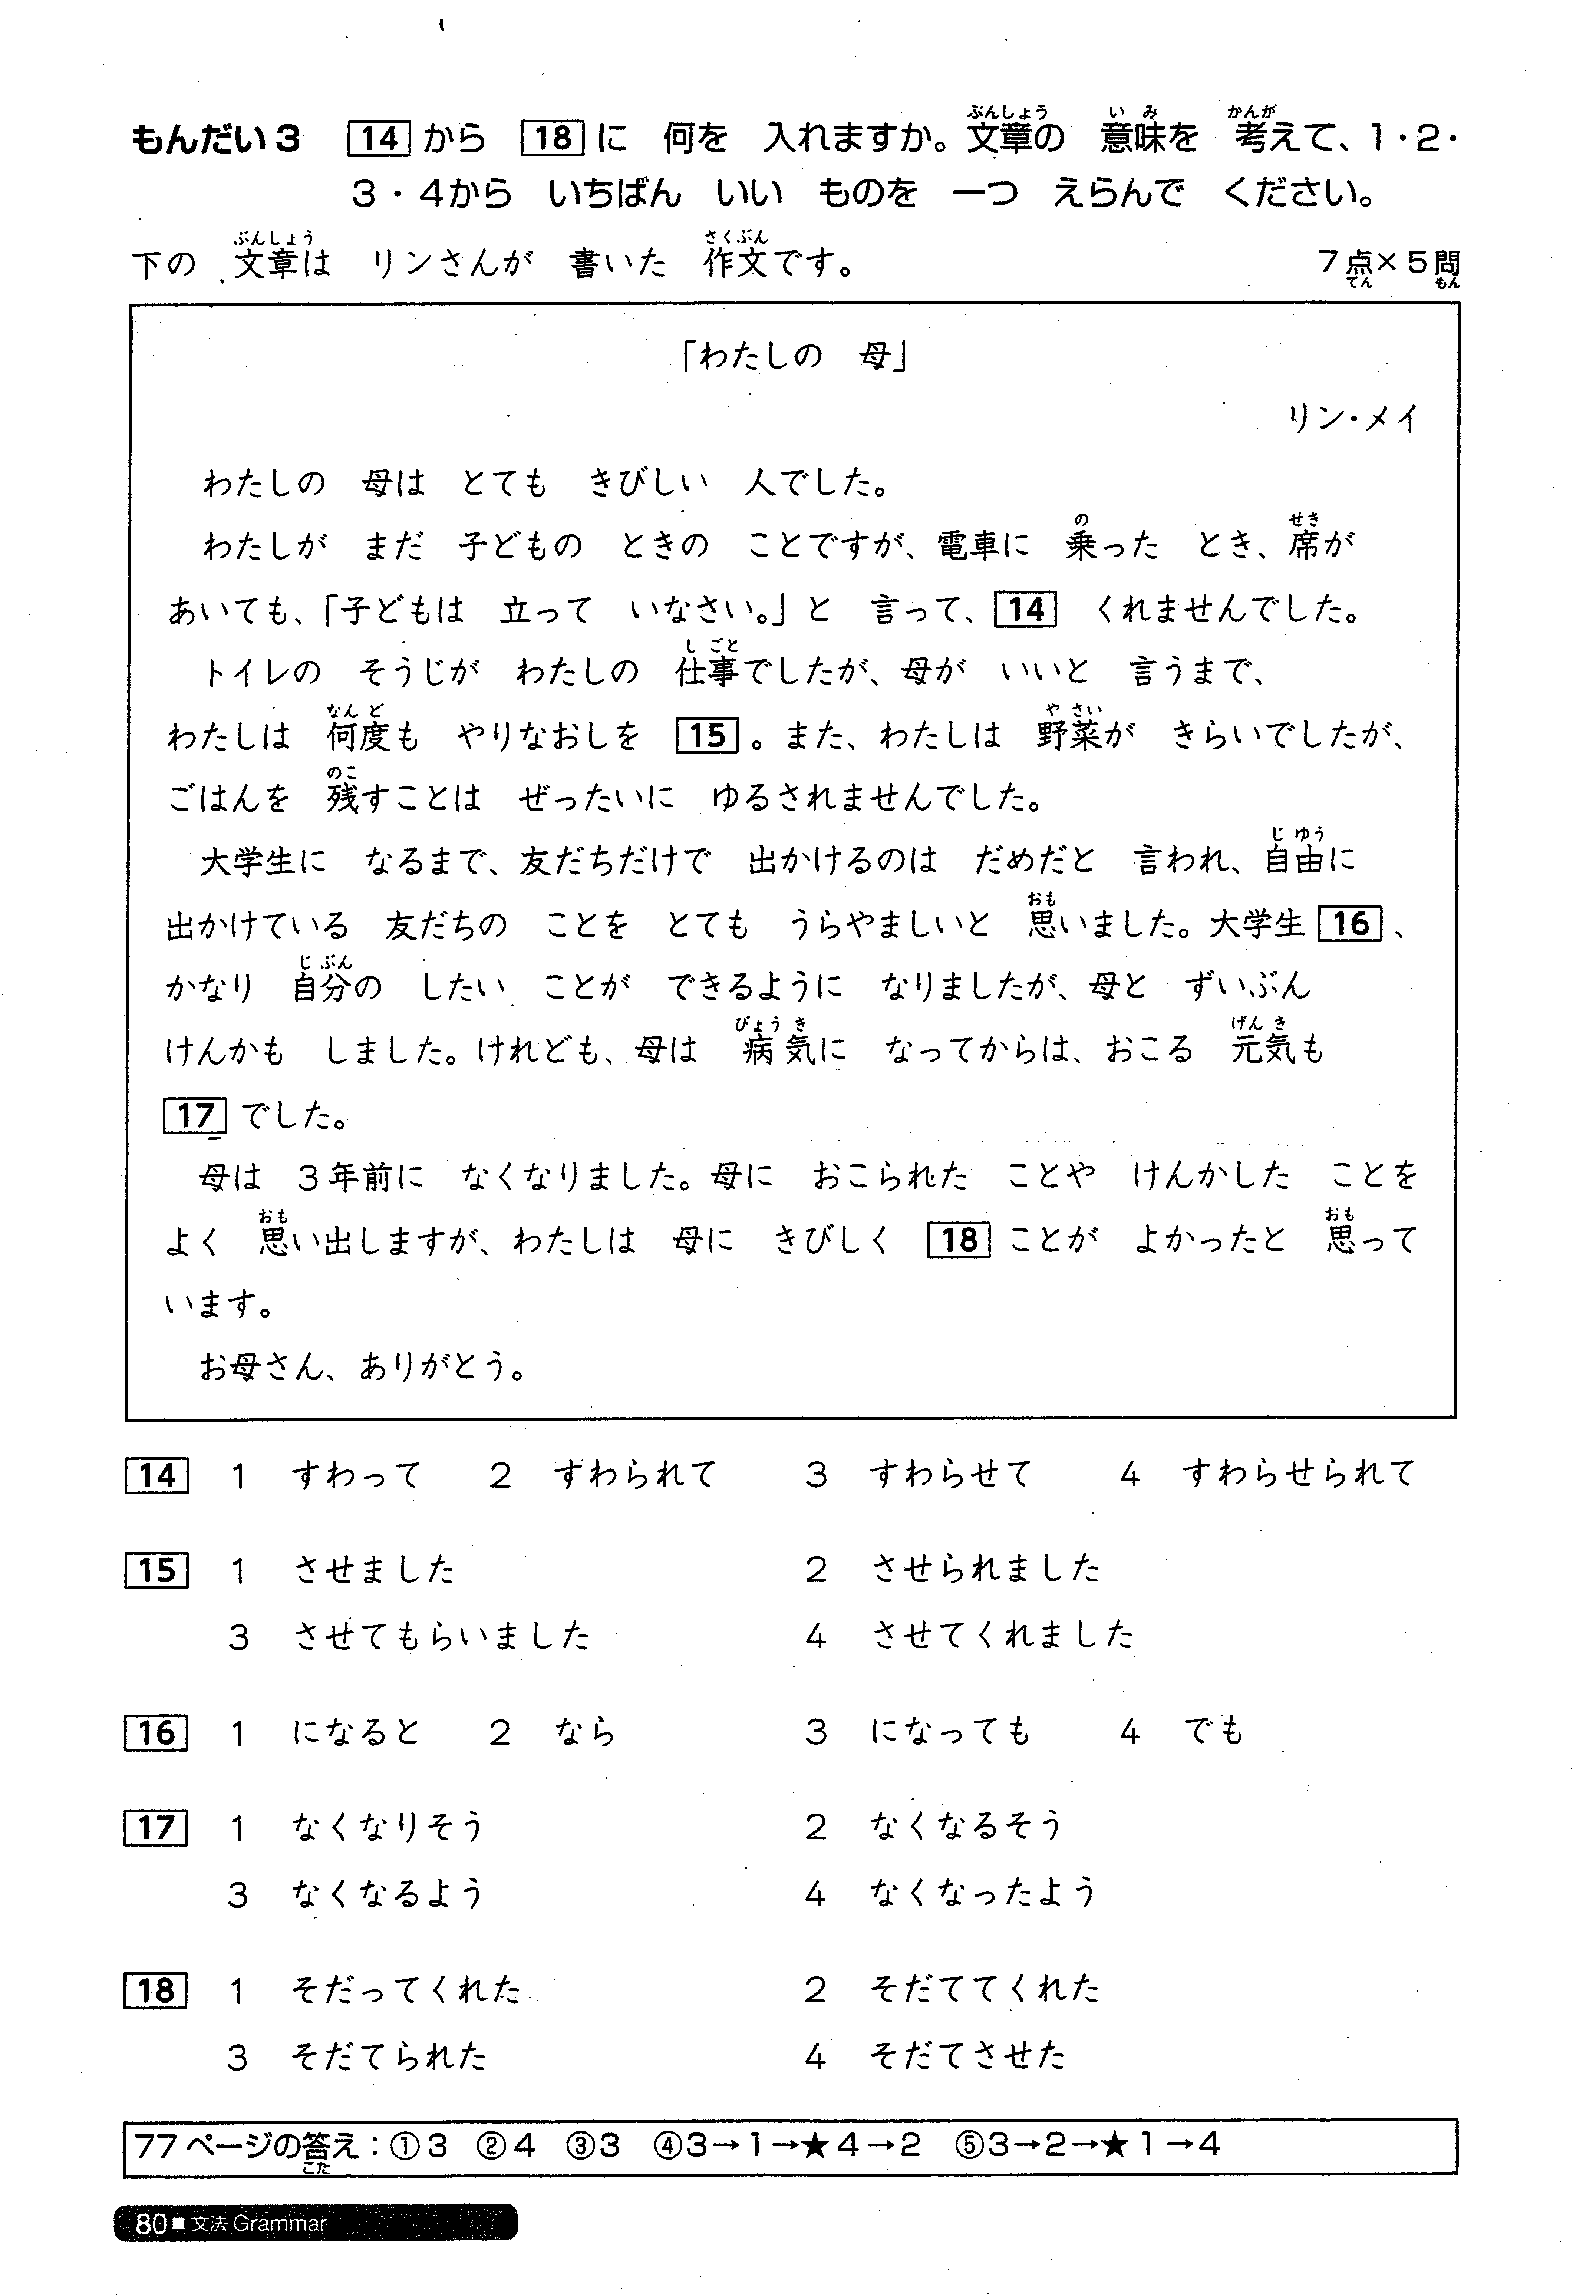 もんだい3 14から 18に 何を 入れますか。文章の 意味を 考えて、1・2・
3・4から いちばん いい ものを 一つ えらんで ください。
下の 文章は リンさんが 書いた 作文です。 7点×5問
「わたしの 母」
リン・メイ
わたしの 母は とても きびしい 人でした。
わたしが まだ 子どもの ときの ことですが、電車に 乗った とき、席が
あいても、「子どもは 立って いなさい。」と 言って、14 くれませんでした。
トイレの そうじが わたしの 仕事でしたが、母が いいと 言うまで、
わたしは 何度も やりなおしを 15。また、わたしは 野菜が きらいでしたが、
ごはんを 残すことは ぜったいに ゆるされませんでした。
大学生に なるまで、友だちだけで 出かけるのは だめだと 言われ、自由に
出かけている 友だちの ことを とても うらやましいと 思いました。大学生16、
かなり 自分の したい ことが できるように なりましたが、母と ずいぶん
けんかも しました。けれども、母は 病気に なってからは、おこる 元気も
17でした。
母は 3年前に なくなりました。母に おこられた ことや けんかした ことを
よく 思い出しますが、わたしは 母に きびしく 18ことが よかったと 思って
います。
お母さん、ありがとう。
14 1 すわって 2 すわられて 3 すわらせて 4 すわらせられて
15 1 させました 2 させられました
3 させてもらいました 4 させてくれました
16 1 になると 2 なら 3 になっても 4 でも
17 1 なくなりそう 2 なくなるそう
3 なくなるよう 4 なくなったよう
18 1 そだってくれた 2 そだててくれた
3 そだてられた 4 そだてさせた
77ページの答え:①3 ②4 ③3 ④3→1→★4→2 ⑤3→2→★1→4
80■文法 Grammar